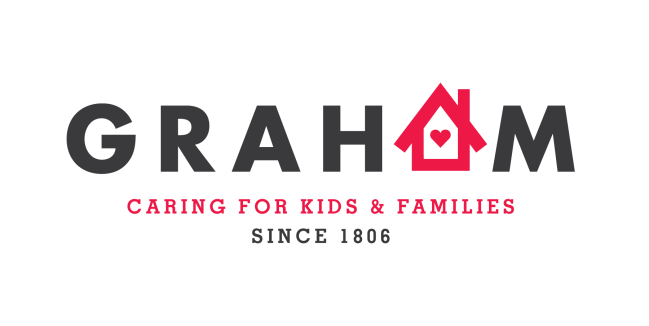 GRAHAM
CARING FOR KIDS & FAMILIES
SINCE 1806